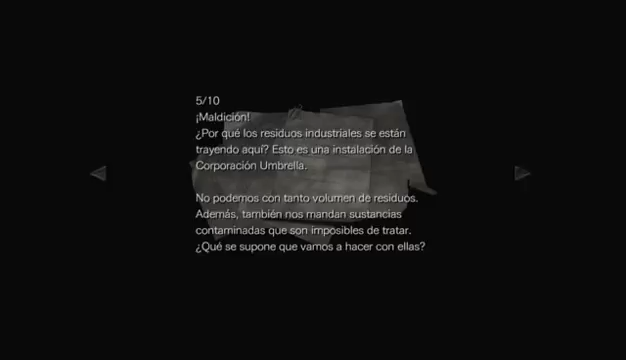 5/10
¡Maldición!
¿Por qué los residuos industriales se están
trayendo aquí? Esto es una instalación de la
Corporación Umbrella.
No podemos con tanto volumen de residuos.
Además, también nos mandan sustancias
contaminadas que son imposibles de tratar.
¿Qué se supone que vamos a hacer con ellas?